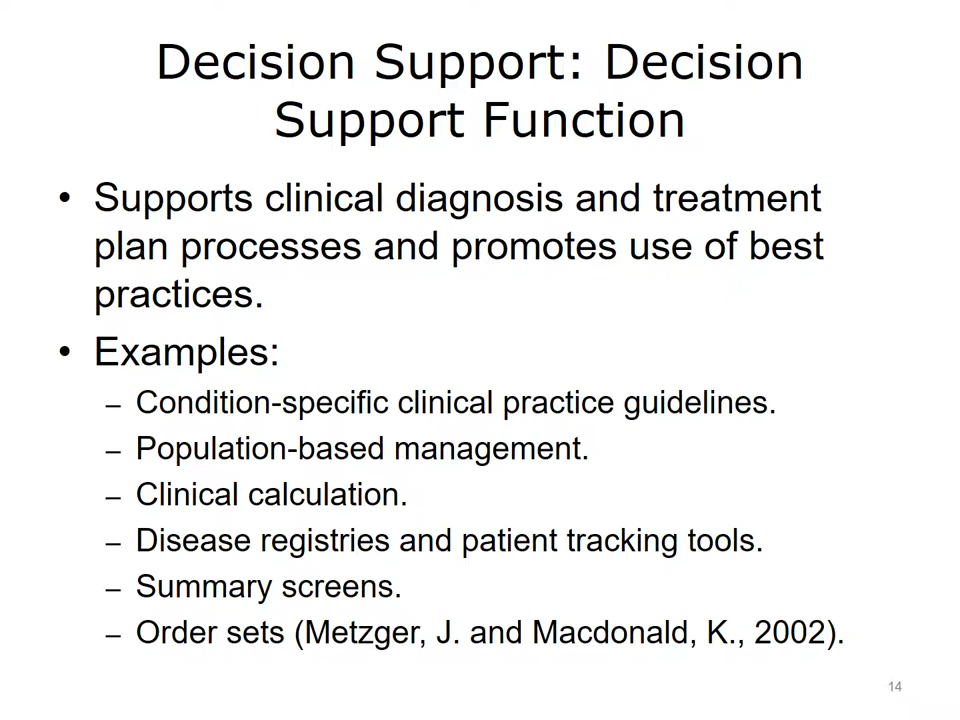 Decision Support: Decision
Support Function
• Supports clinical diagnosis and treatment
plan processes and promotes use of best
practices.
• Examples:
– Condition-specific clinical practice guidelines.
– Population-based management.
– Clinical calculation.
– Disease registries and patient tracking tools.
– Summary screens.
– Order sets (Metzger, J. and Macdonald, K., 2002).
14